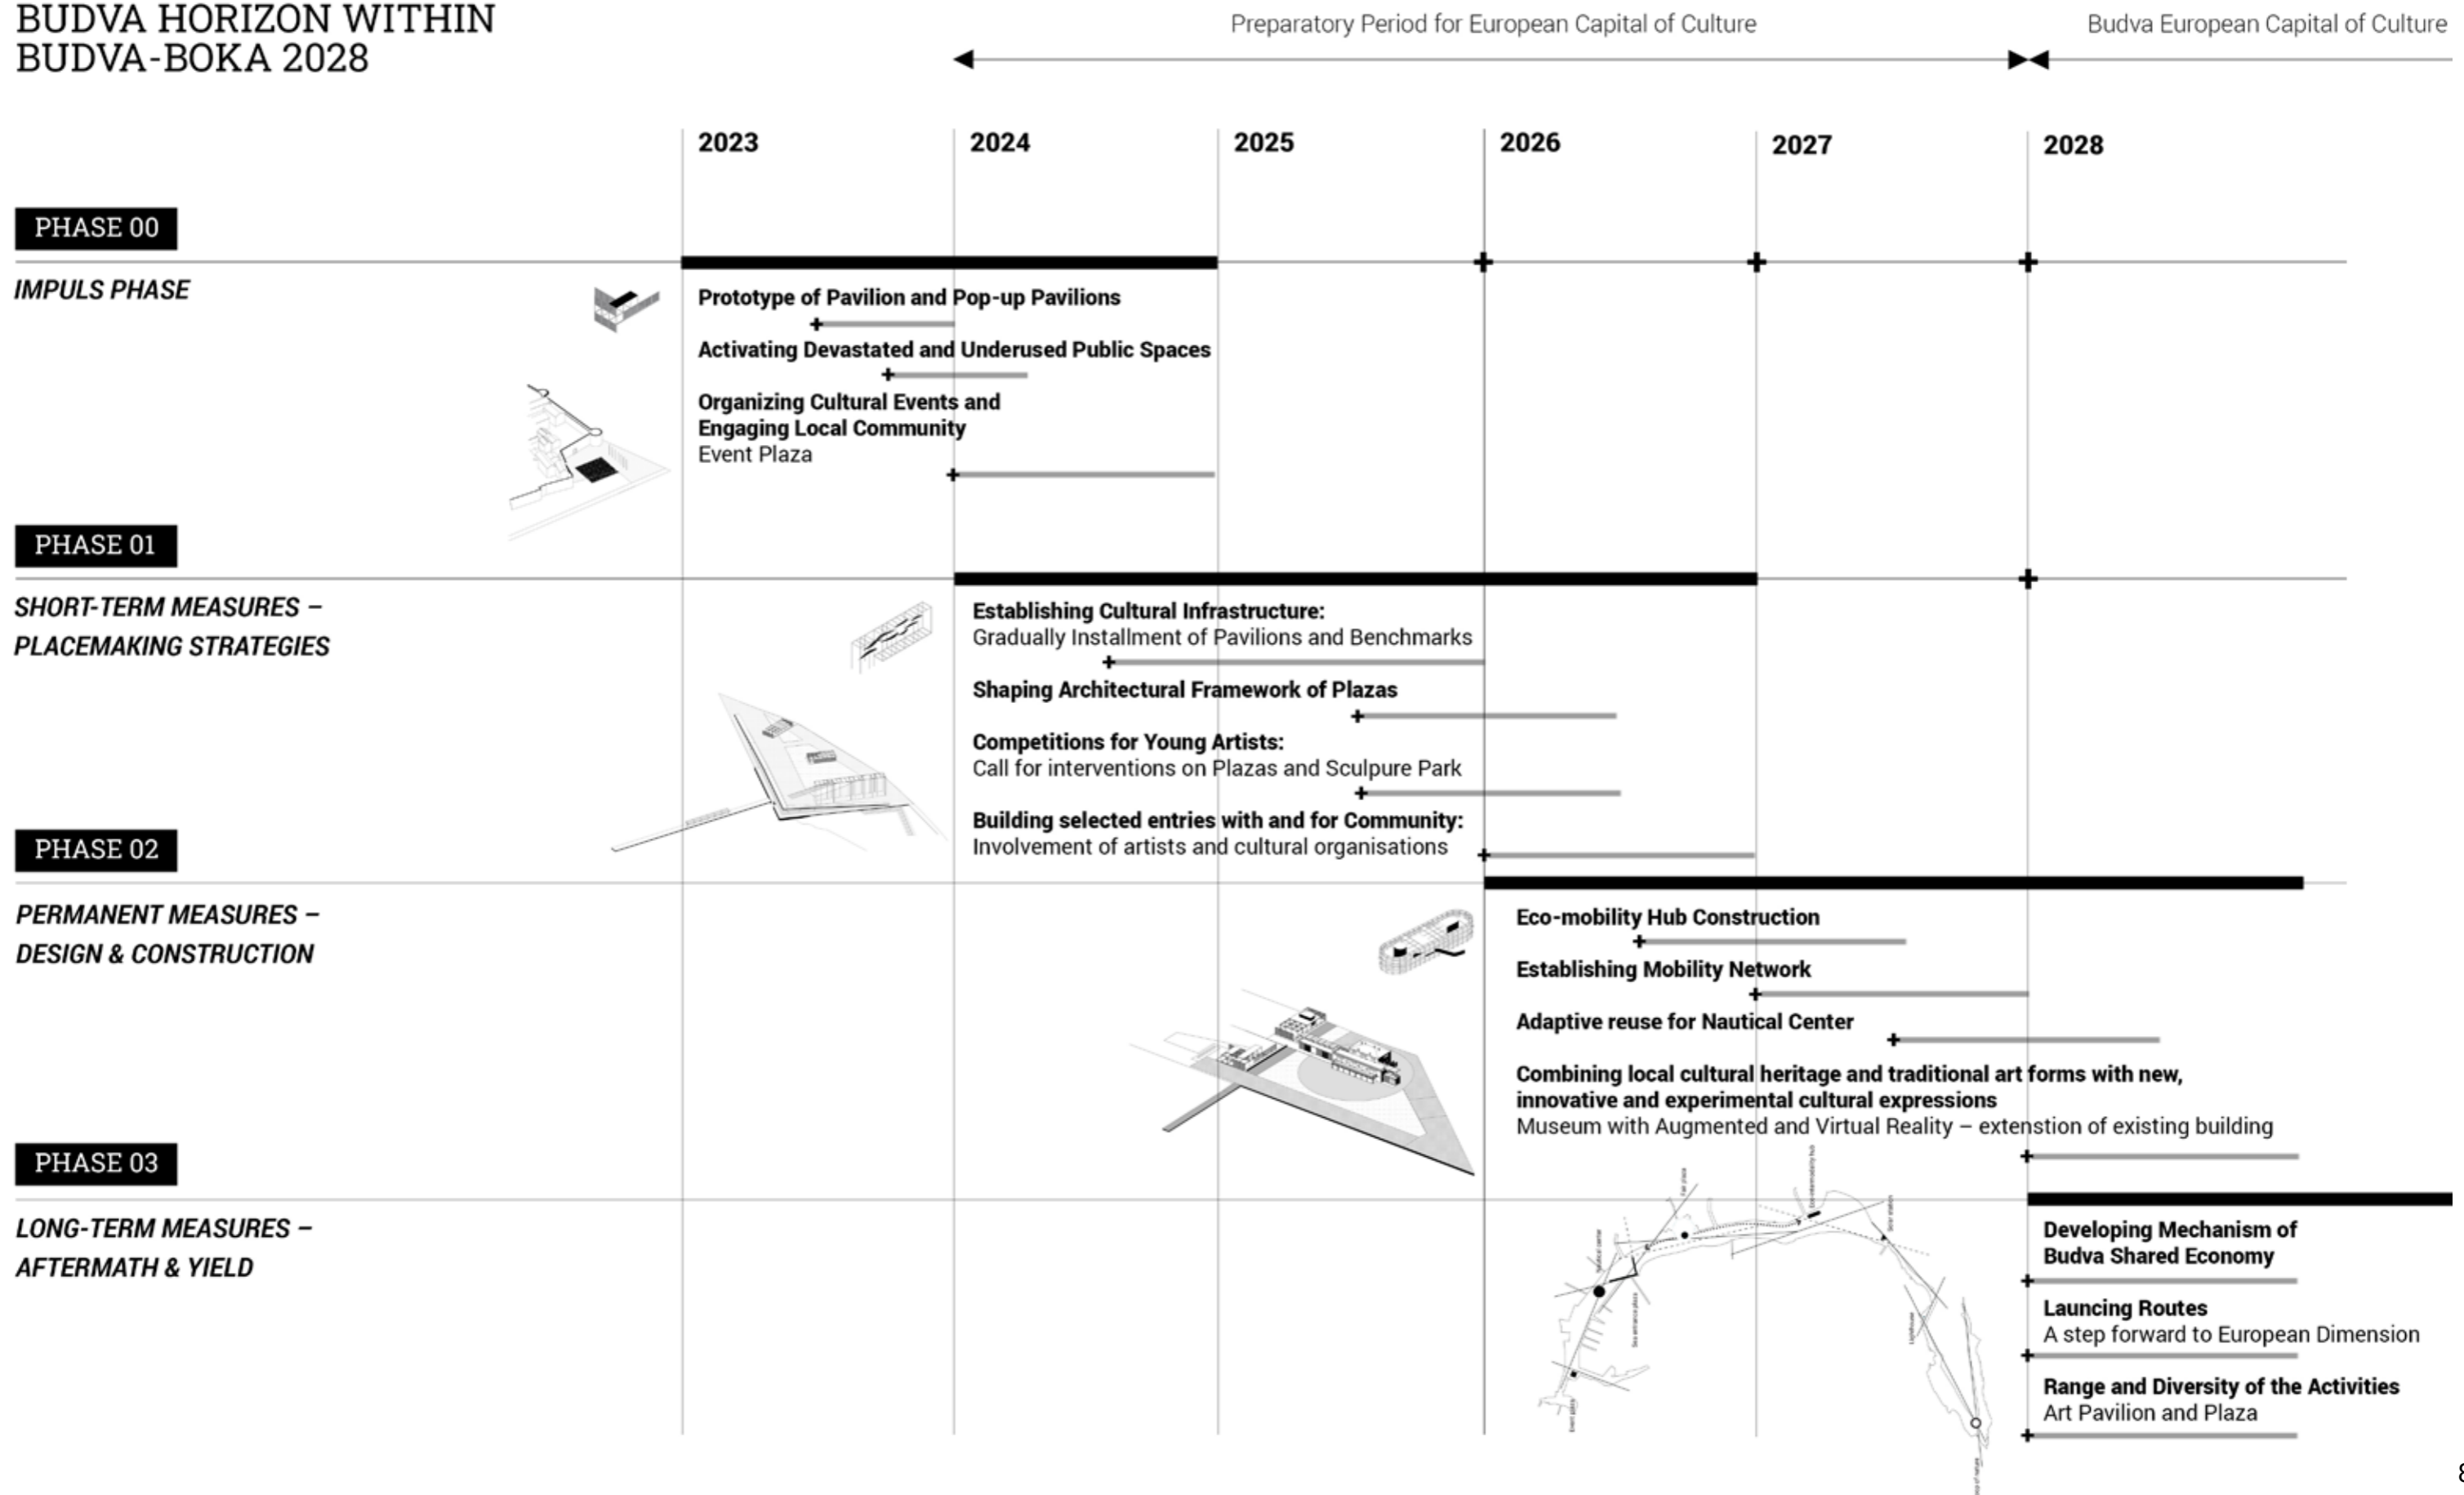 BUDVA HORIZON WITHIN
BUDVA-BOKA 2028
Preparatory Period for European Capital of Culture
Budva European Capital of Culture
2023
2024
2025
2026
2027
2028
PHASE 00
IMPULS PHASE
Prototype of Pavilion and Pop-up Pavilions
Activating Devastated and Underused Public Spaces
Organizing Cultural Events and
Engaging Local Community
Event Plaza
PHASE 01
SHORT-TERM MEASURES –
PLACEMAKING STRATEGIES
Establishing Cultural Infrastructure:
Gradually Installment of Pavilions and Benchmarks
Shaping Architectural Framework of Plazas
Competitions for Young Artists:
Call for interventions on Plazas and Sculpure Park
Building selected entries with and for Community:
Involvement of artists and cultural organisations
PHASE 02
PERMANENT MEASURES –
DESIGN & CONSTRUCTION
Eco-mobility Hub Construction
Establishing Mobility Network
Adaptive reuse for Nautical Center
Combining local cultural heritage and traditional art forms with new,
innovative and experimental cultural expressions
Museum with Augmented and Virtual Reality – extenstion of existing building
PHASE 03
LONG-TERM MEASURES –
AFTERMATH & YIELD
Developing Mechanism of
Budva Shared Economy
Launcing Routes
A step forward to European Dimension
Range and Diversity of the Activities
Art Pavilion and Plaza
Nautical center
Sea entrance plaza
Event plaza
Lighthouse